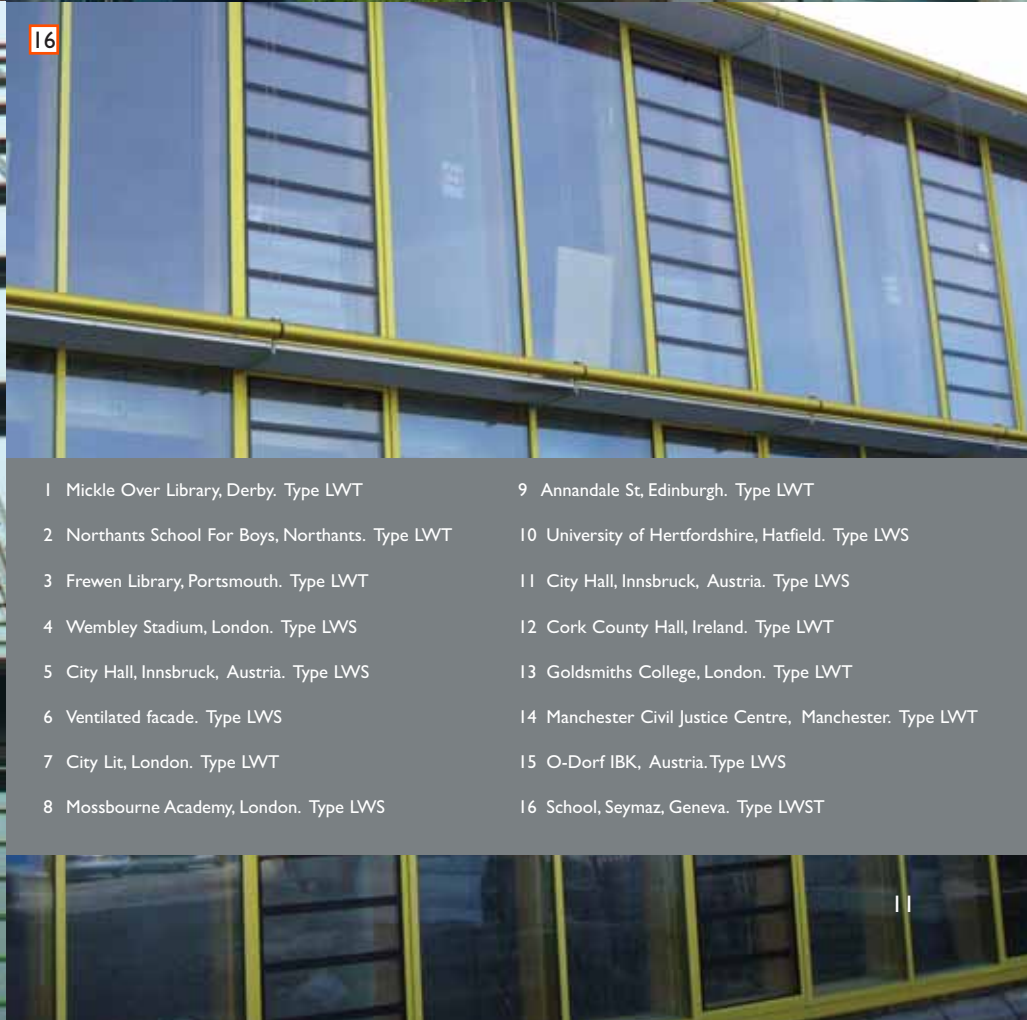 16
1 Mickle Over Library, Derby. Type LWT
2 Northants School For Boys, Northants. Type LWT
3 Frewen Library, Portsmouth. Type LWT
4 Wembley Stadium, London. Type LWS
5 City Hall, Innsbruck, Austria. Type LWS
6 Ventilated facade. Type LWS
7 City Lit, London. Type LWT
8 Mossbourne Academy, London. Type LWS
9 Annandale St, Edinburgh. Type LWT
10 University of Hertfordshire, Hatfield. Type LWS
11 City Hall, Innsbruck, Austria. Type LWS
12 Cork County Hall, Ireland. Type LWT
13 Goldsmiths College, London. Type LWT
14 Manchester Civil Justice Centre, Manchester. Type LWT
15 O-Dorf IBK, Austria. Type LWS
16 School, Seymaz, Geneva. Type LWST
11